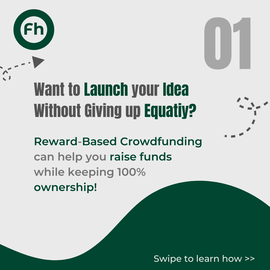 Fh
01
Want to Launch your Idea
Without Giving up Equatiy?
Reward-Based Crowdfunding
can help you raise funds
while keeping 100%
ownership!
Swipe to learn how >>